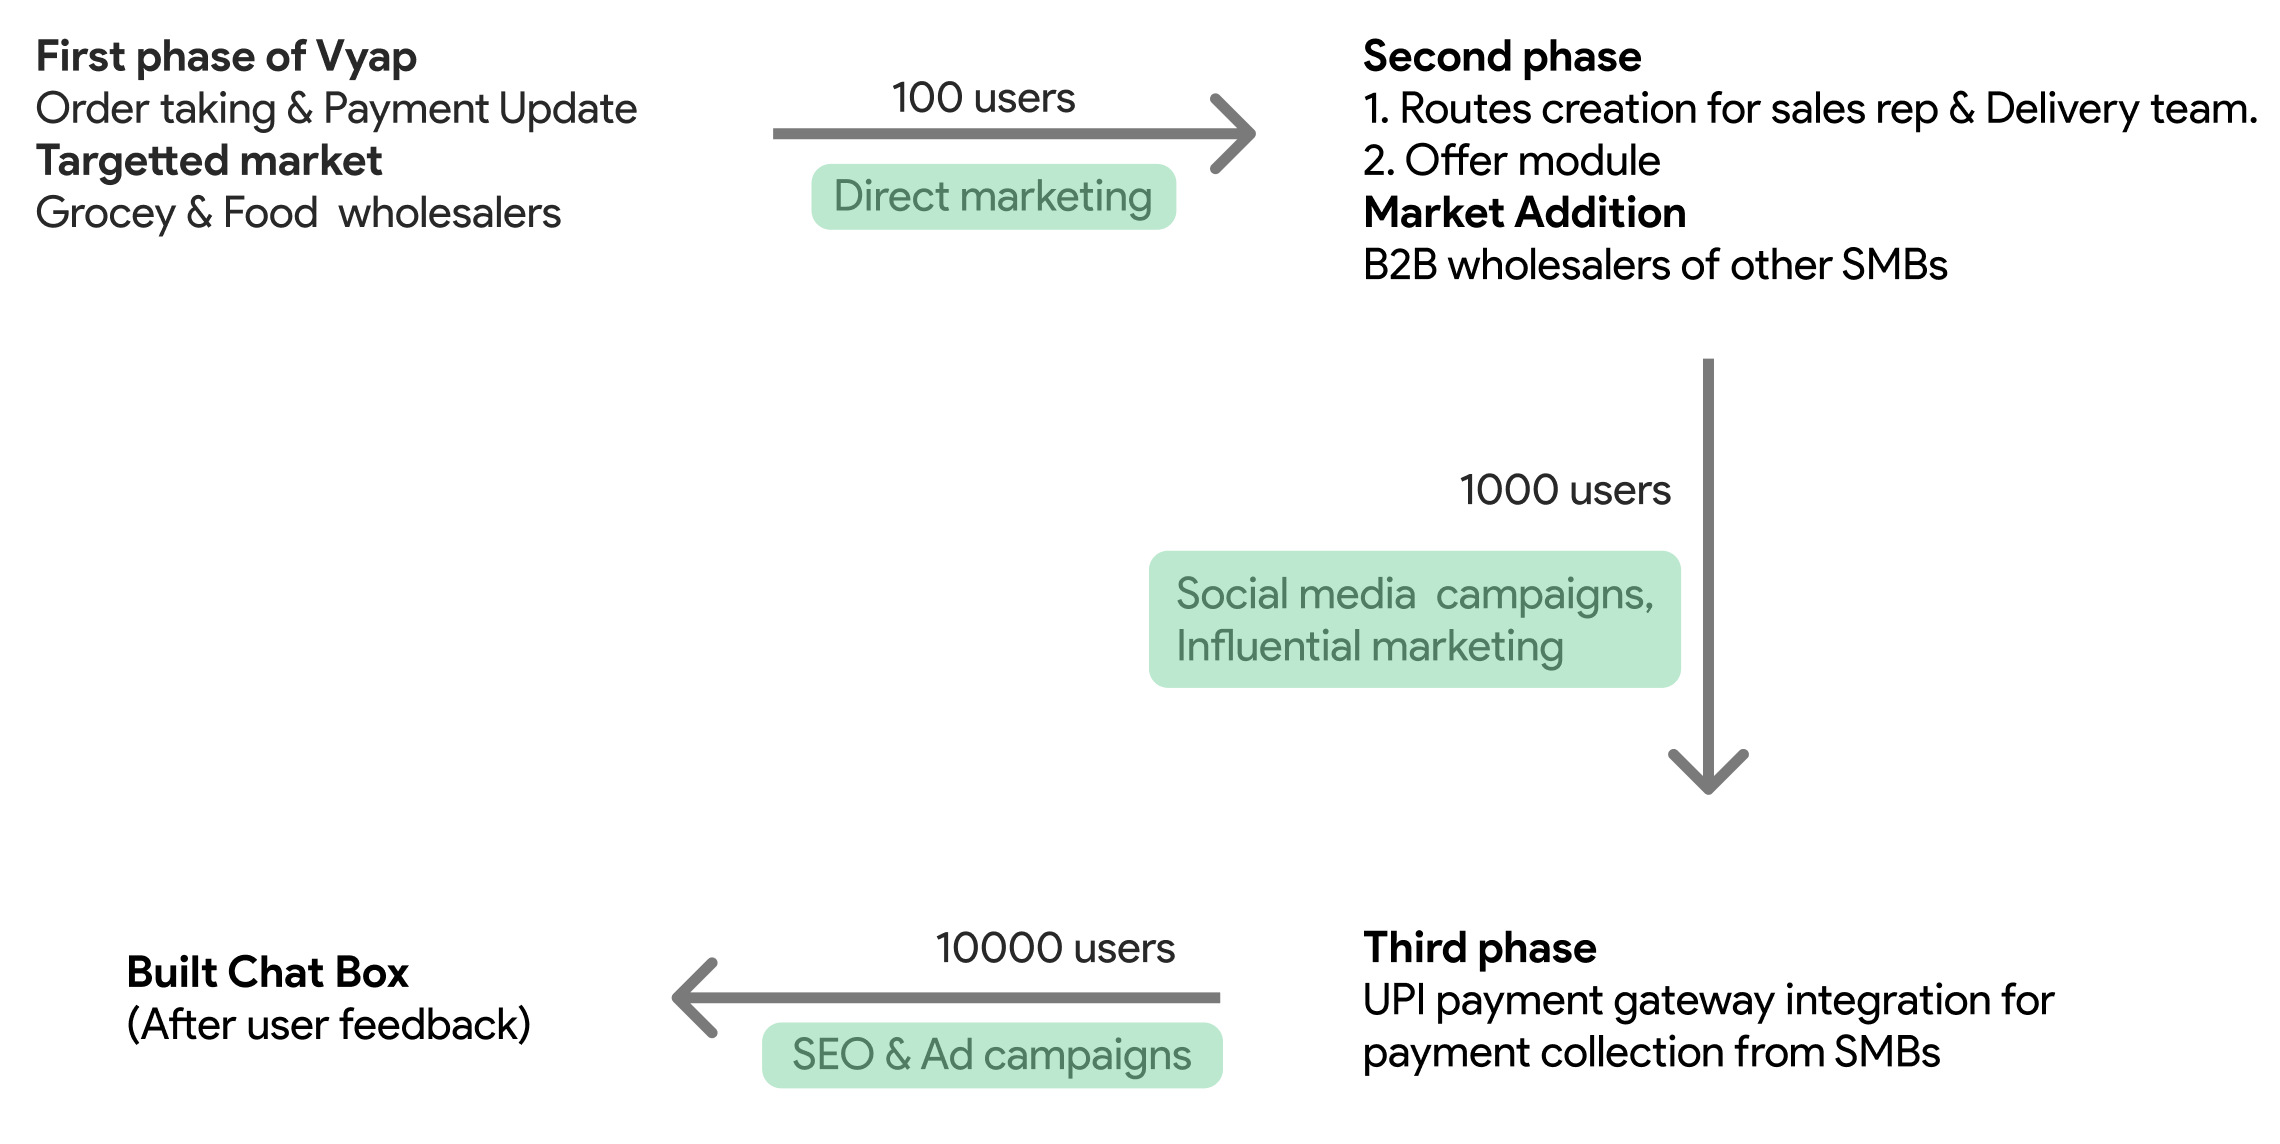 First phase of Vyap
Order taking & Payment Update
Targetted market
Grocey & Food  wholesalers
100 users
Direct marketing
Second phase
1. Routes creation for sales rep & Delivery team.
2. Offer module
Market Addition
B2B wholesalers of other SMBs
1000 users
Social media  campaigns,
Influential marketing
Third phase
UPI payment gateway integration for
payment collection from SMBs
10000 users
SEO & Ad campaigns
Built Chat Box
(After user feedback)